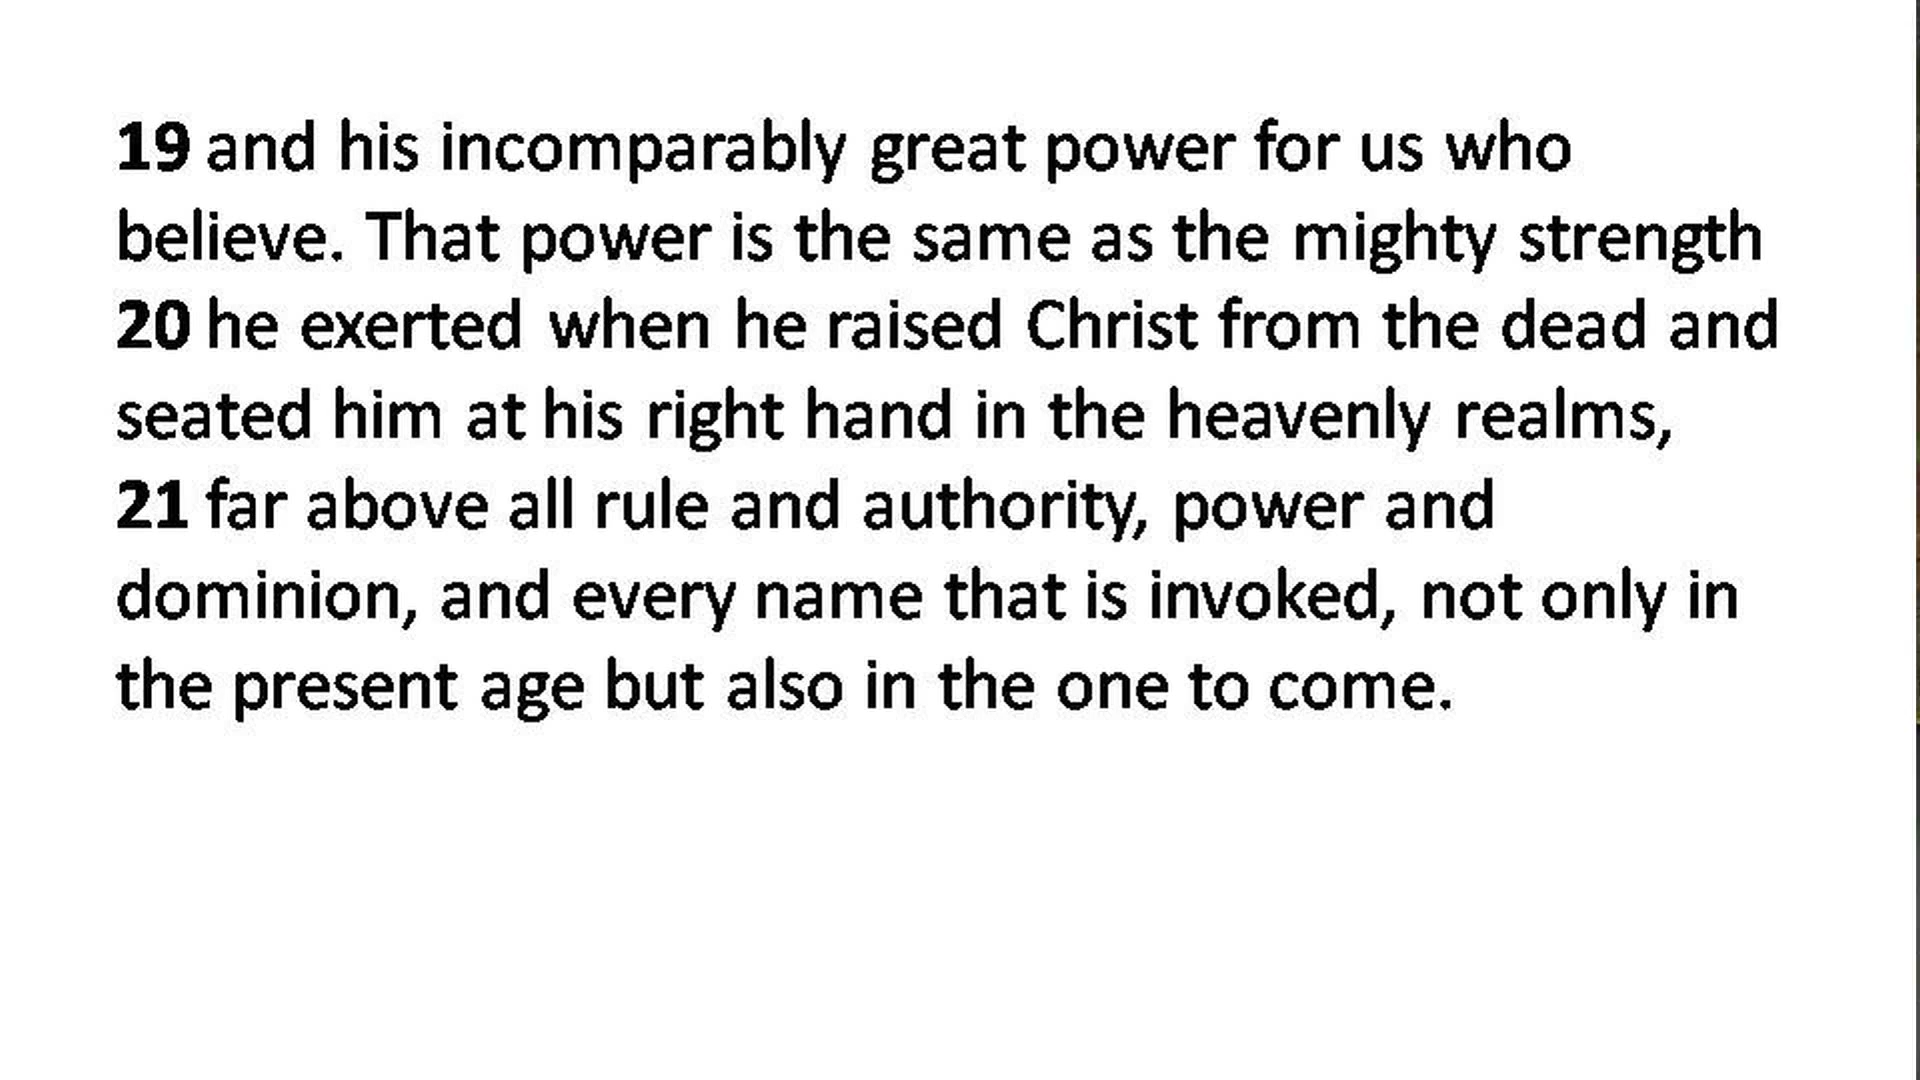 19 and his incomparably great power for us who
believe. That power is the same as the mighty strength
20 he exerted when he raised Christ from the dead and
seated him at his right hand in the heavenly realms,
21 far above all rule and authority, power and
dominion, and every name that is invoked, not only in
the present age but also in the one to come.